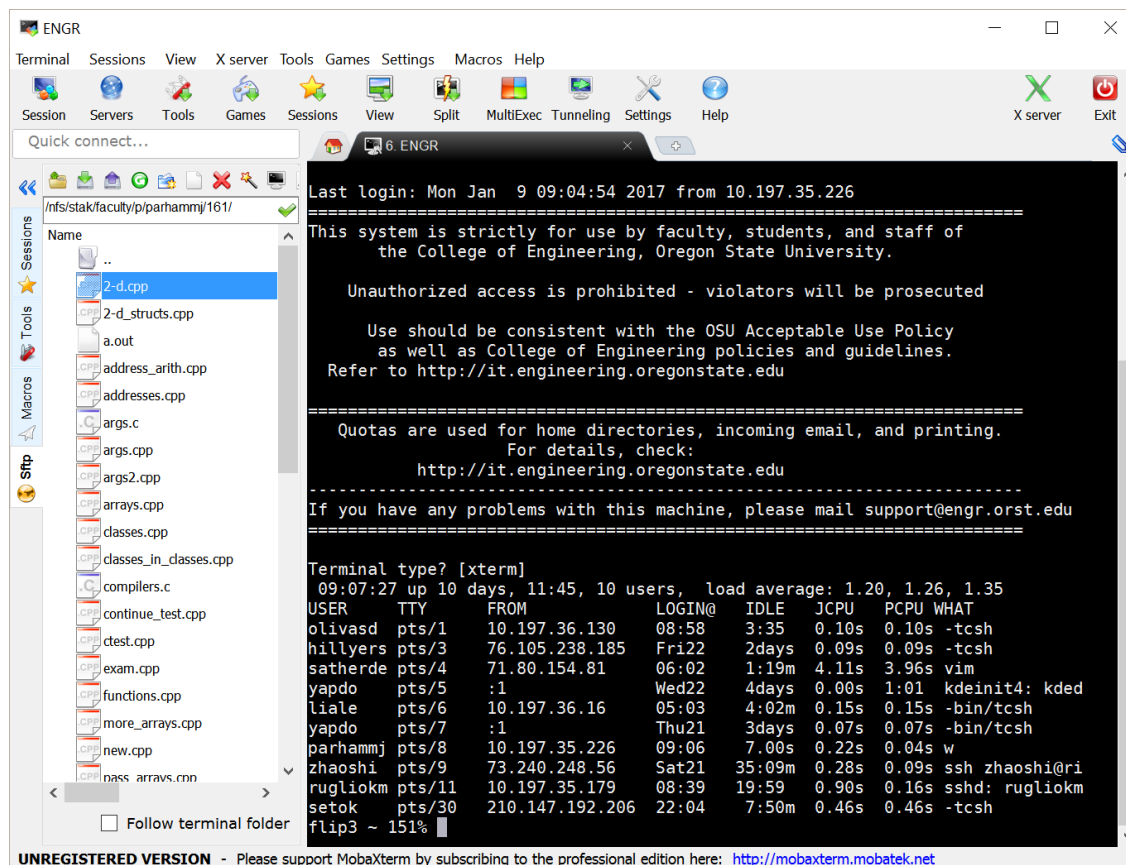 ENGR
Terminal Sessions View X server Tools Games Settings Macros Help
Session Servers Tools Games Sessions View Split MultiExec Tunneling Settings Help X server Exit
Quick connect...
6. ENGR
/nfs/stak/faculty/p/parhammj/161/
Sessions
Tools
Macros
Sftp
Name
..
2-d.cpp
2-d_structs.cpp
a.out
address_arith.cpp
addresses.cpp
args.c
args.cpp
args2.cpp
arrays.cpp
classes.cpp
classes_in_classes.cpp
compilers.c
continue_test.cpp
ctest.cpp
exam.cpp
functions.cpp
more_arrays.cpp
new.cpp
pass_arrays.cpp
Follow terminal folder
Last login: Mon Jan  9 09:04:54 2017 from 10.197.35.226
========================================================================
This system is strictly for use by faculty, students, and staff of
the College of Engineering, Oregon State University.
Unauthorized access is prohibited - violators will be prosecuted
Use should be consistent with the OSU Acceptable Use Policy
as well as College of Engineering policies and guidelines.
Refer to http://it.engineering.oregonstate.edu
========================================================================
Quotas are used for home directories, incoming email, and printing.
For details, check:
http://it.engineering.oregonstate.edu
------------------------------------------------------------------------
If you have any problems with this machine, please mail support@engr.orst.edu
========================================================================
Terminal type? [xterm]
09:07:27 up 10 days, 11:45, 10 users,  load average: 1.20, 1.26, 1.35
USER     TTY      FROM             LOGIN@   IDLE   JCPU   PCPU WHAT
olivasd  pts/1    10.197.36.130    08:58    3:35   0.10s  0.10s -tcsh
hillyers pts/3    76.105.238.185   Fri22    2days  0.09s  0.09s -tcsh
satherde pts/4    71.80.154.81     06:02    1:19m  4.11s  3.96s vim
yapdo    pts/5    :1               Wed22    4days  0.00s  1:01  kdeinit4: kded
liale    pts/6    10.197.36.16     05:03    4:02m  0.15s  0.15s -bin/tcsh
yapdo    pts/7    :1               Thu21    3days  0.07s  0.07s -bin/tcsh
parhammj pts/8    10.197.35.226    09:06    7.00s  0.22s  0.04s w
zhaoshi  pts/9    73.240.248.56    Sat21   35:09m  0.28s  0.09s ssh zhaoshi@ri
rugliokm pts/11   10.197.35.179    08:39   19:59   0.90s  0.16s sshd: rugliokm
setok    pts/30   210.147.192.206  22:04    7:50m  0.46s  0.46s -tcsh
flip3 ~ 151%
UNREGISTERED VERSION - Please support MobaXterm by subscribing to the professional edition here: http://mobaxterm.mobatek.net